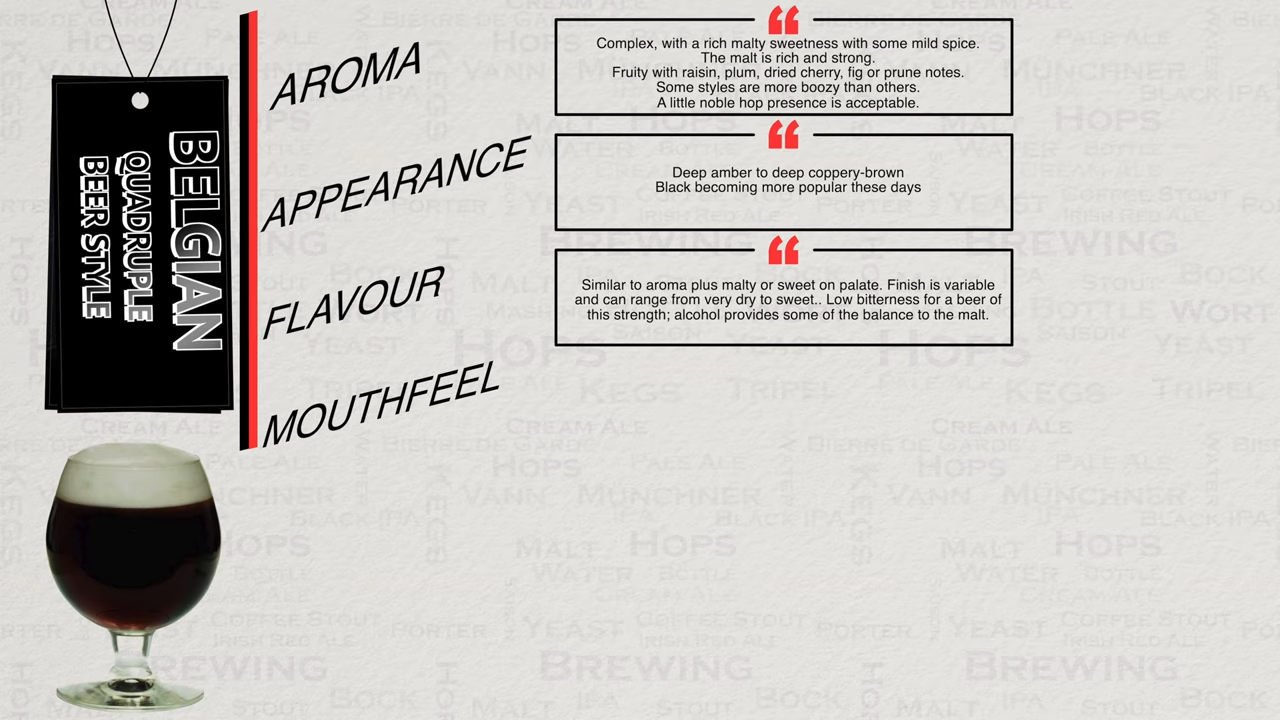 BELGIAN
QUADRUPLE
BEER STYLE
AROMA
Complex, with a rich malty sweetness with some mild spice.
The malt is rich and strong.
Fruity with raisin, plum, dried cherry, fig or prune notes.
Some styles are more boozy than others.
A little noble hop presence is acceptable.
APPEARANCE
Deep amber to deep coppery-brown
Black becoming more popular these days
FLAVOUR
Similar to aroma plus malty or sweet on palate. Finish is variable
and can range from very dry to sweet.. Low bitterness for a beer of
this strength; alcohol provides some of the balance to the malt.
MOUTHFEEL